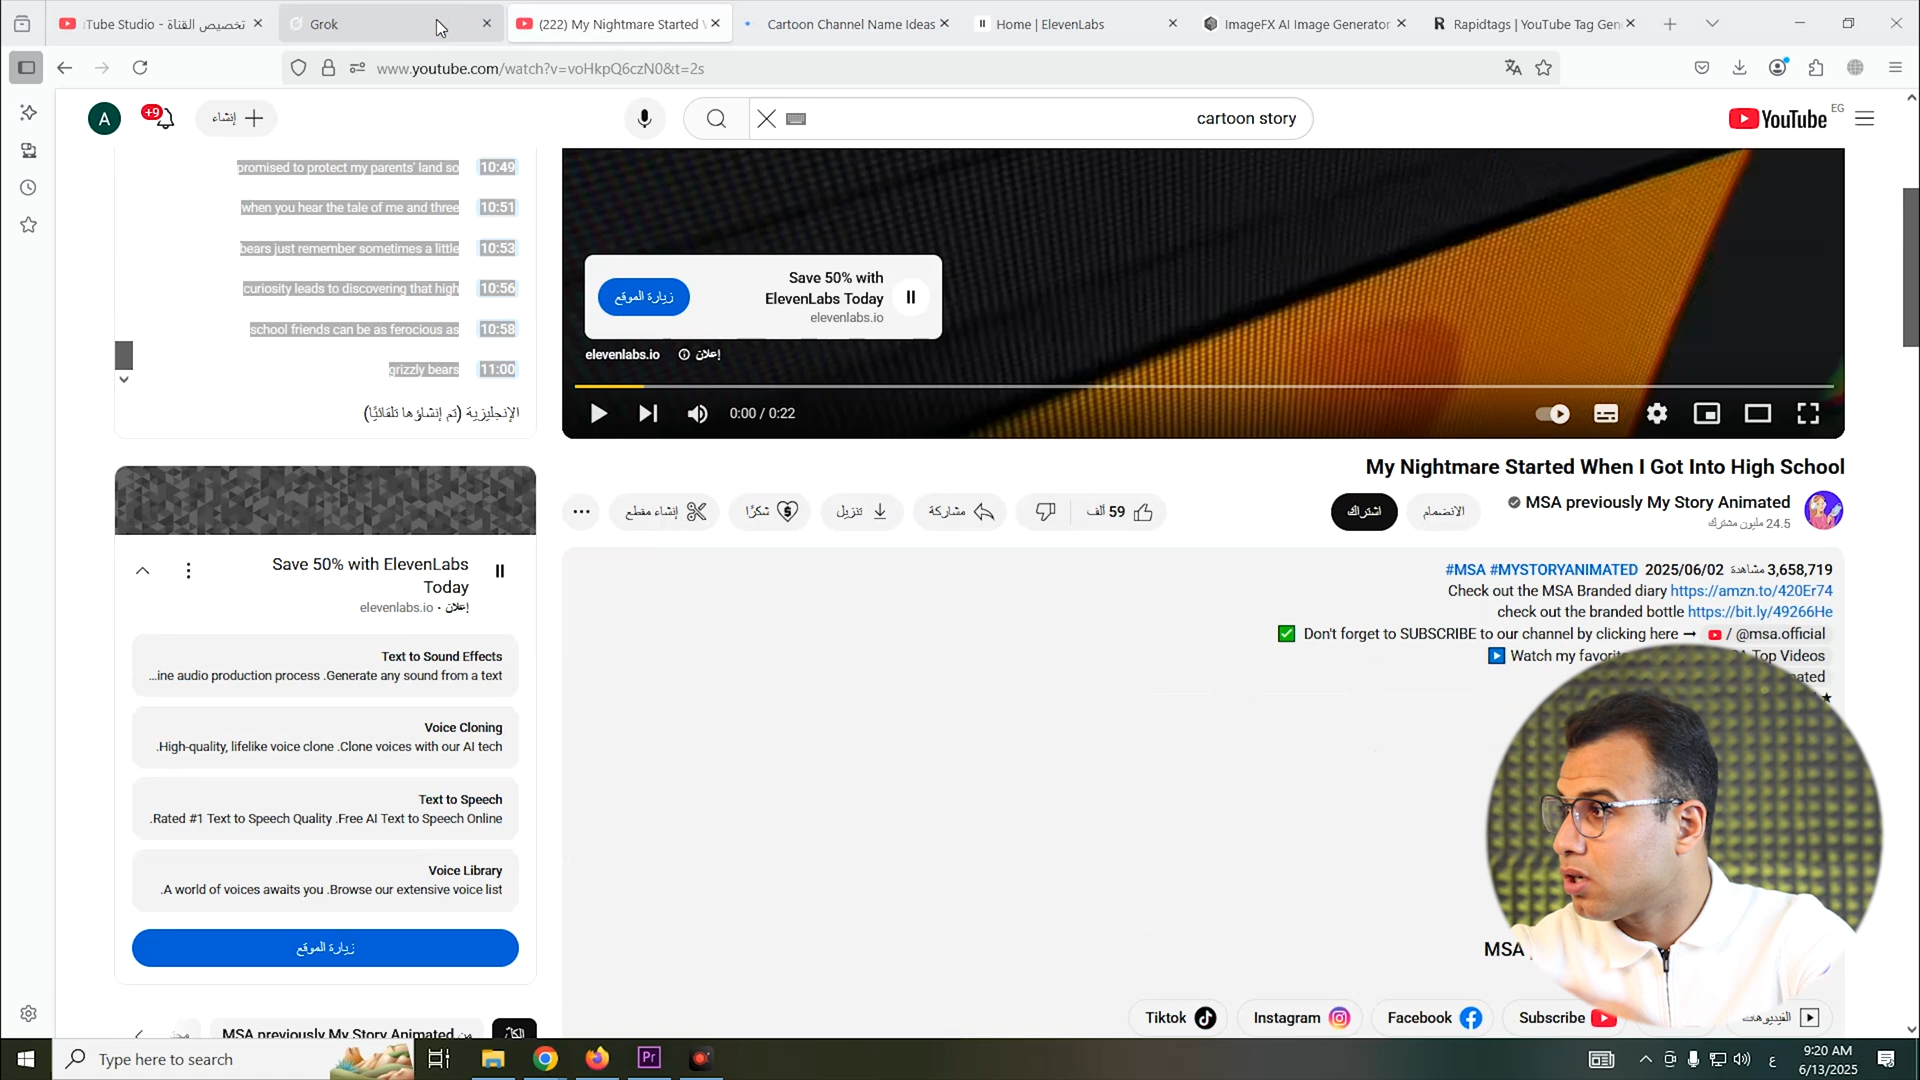 Tube Studio - تخصيص القناة
Grok
(222) My Nightmare Started
Cartoon Channel Name Ideas
Home | ElevenLabs
ImageFX AI Image Generator
Rapidtags | YouTube Tag Gen
www.youtube.com/watch?v=voHkpQ6czN0&t=2s
A
+9
إنشاء
cartoon story
YouTube EG
promised to protect my parents' land so 10:49
when you hear the tale of me and three 10:51
bears just remember sometimes a little 10:53
curiosity leads to discovering that high 10:56
school friends can be as ferocious as 10:58
grizzly bears 11:00
الإنجليزية (تم إنشاؤها تلقائيًا)
Save 50% with
ElevenLabs Today
elevenlabs.io
زيارة الموقع
elevenlabs.io إعلان
0:00 / 0:22
My Nightmare Started When I Got Into High School
MSA previously My Story Animated
24.5 مليون مشترك
الانضمام
اشتراك
59 ألف
مشاركة
تنزيل
شكرًا
إنشاء مقطع
3,658,719 مشاهدة 2025/06/02 #MSA #MYSTORYANIMATED
Check out the MSA Branded diary https://amzn.to/420Er74
check out the branded bottle https://bit.ly/49266He
Don't forget to SUBSCRIBE to our channel by clicking here → / @msa.official
Watch my favorit Top Videos
MSA
Tiktok
Instagram
Facebook
Subscribe
الفيديوهات
Save 50% with ElevenLabs
Today
إعلان · elevenlabs.io
Text to Sound Effects
...ine audio production process .Generate any sound from a text
Voice Cloning
.High-quality, lifelike voice clone .Clone voices with our AI tech
Text to Speech
.Rated #1 Text to Speech Quality .Free AI Text to Speech Online
Voice Library
.A world of voices awaits you .Browse our extensive voice list
زيارة الموقع
الكل
من MSA previously My Story Animated
Type here to search
Pr
ع
9:20 AM
6/13/2025